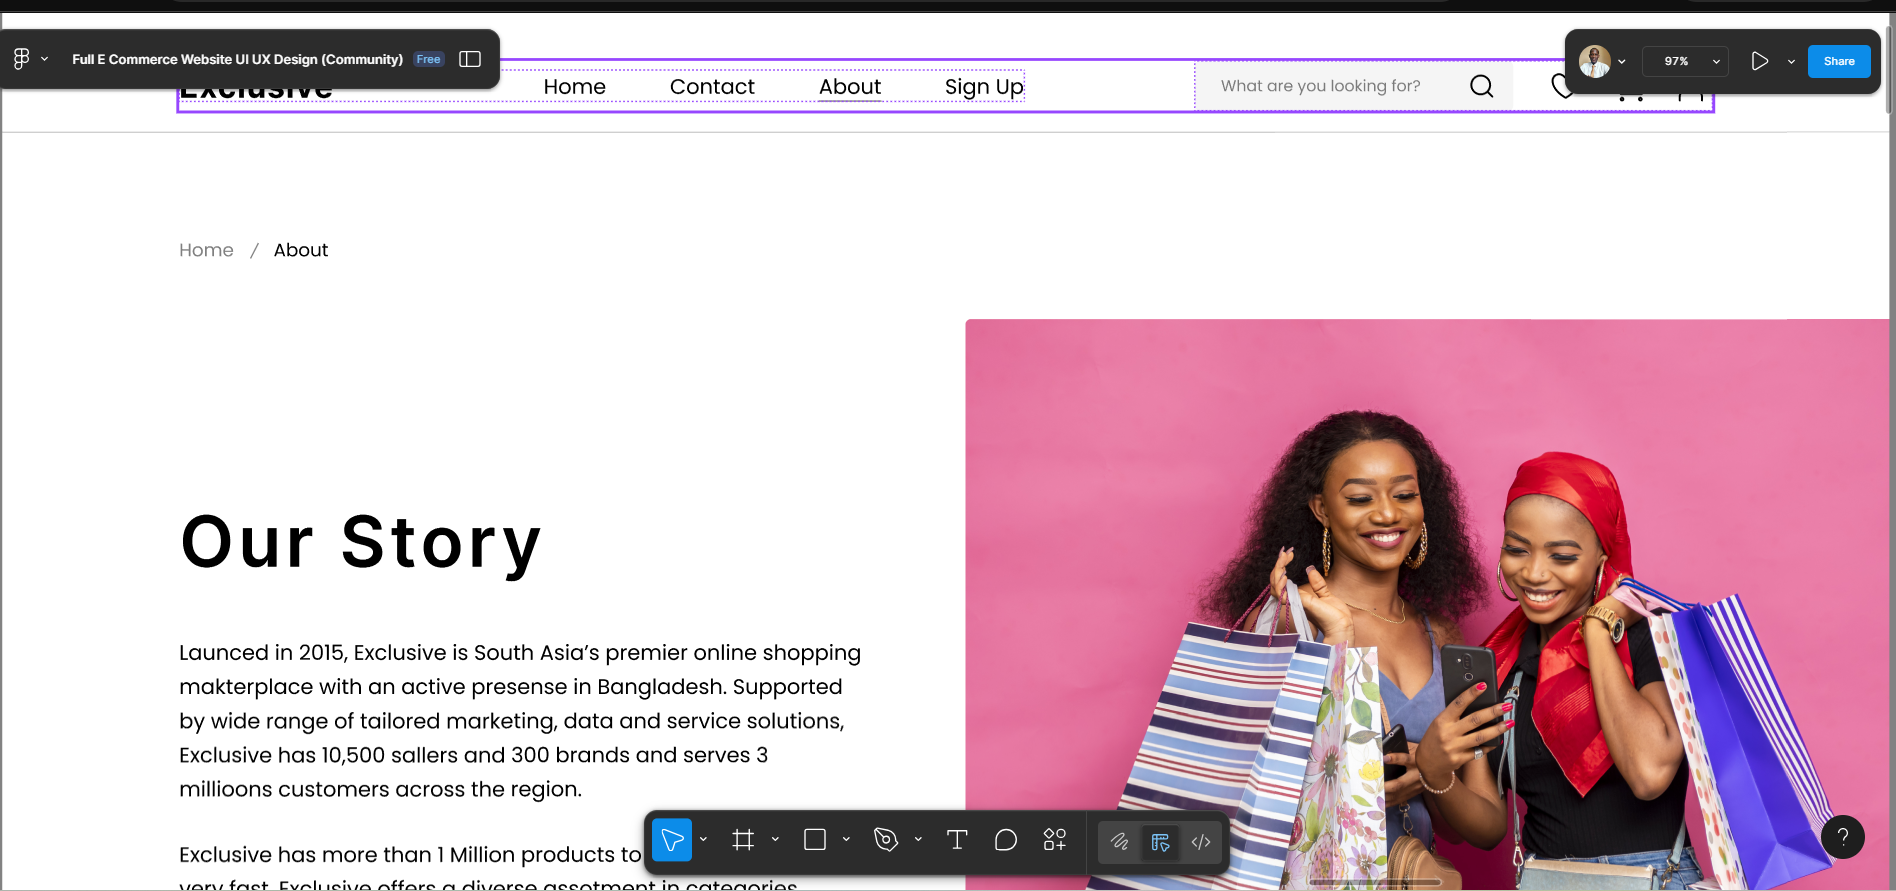 Full E Commerce Website UI UX Design (Community) Free
97%
Share
Exclusive
Home
Contact
About
Sign Up
What are you looking for?
Home / About
Our Story
Launced in 2015, Exclusive is South Asia’s premier online shopping
makterplace with an active presense in Bangladesh. Supported
by wide range of tailored marketing, data and service solutions,
Exclusive has 10,500 sallers and 300 brands and serves 3
millioons customers across the region.
Exclusive has more than 1 Million products to
very fast. Exclusive offers a diverse assotment in categories
T
</>
?